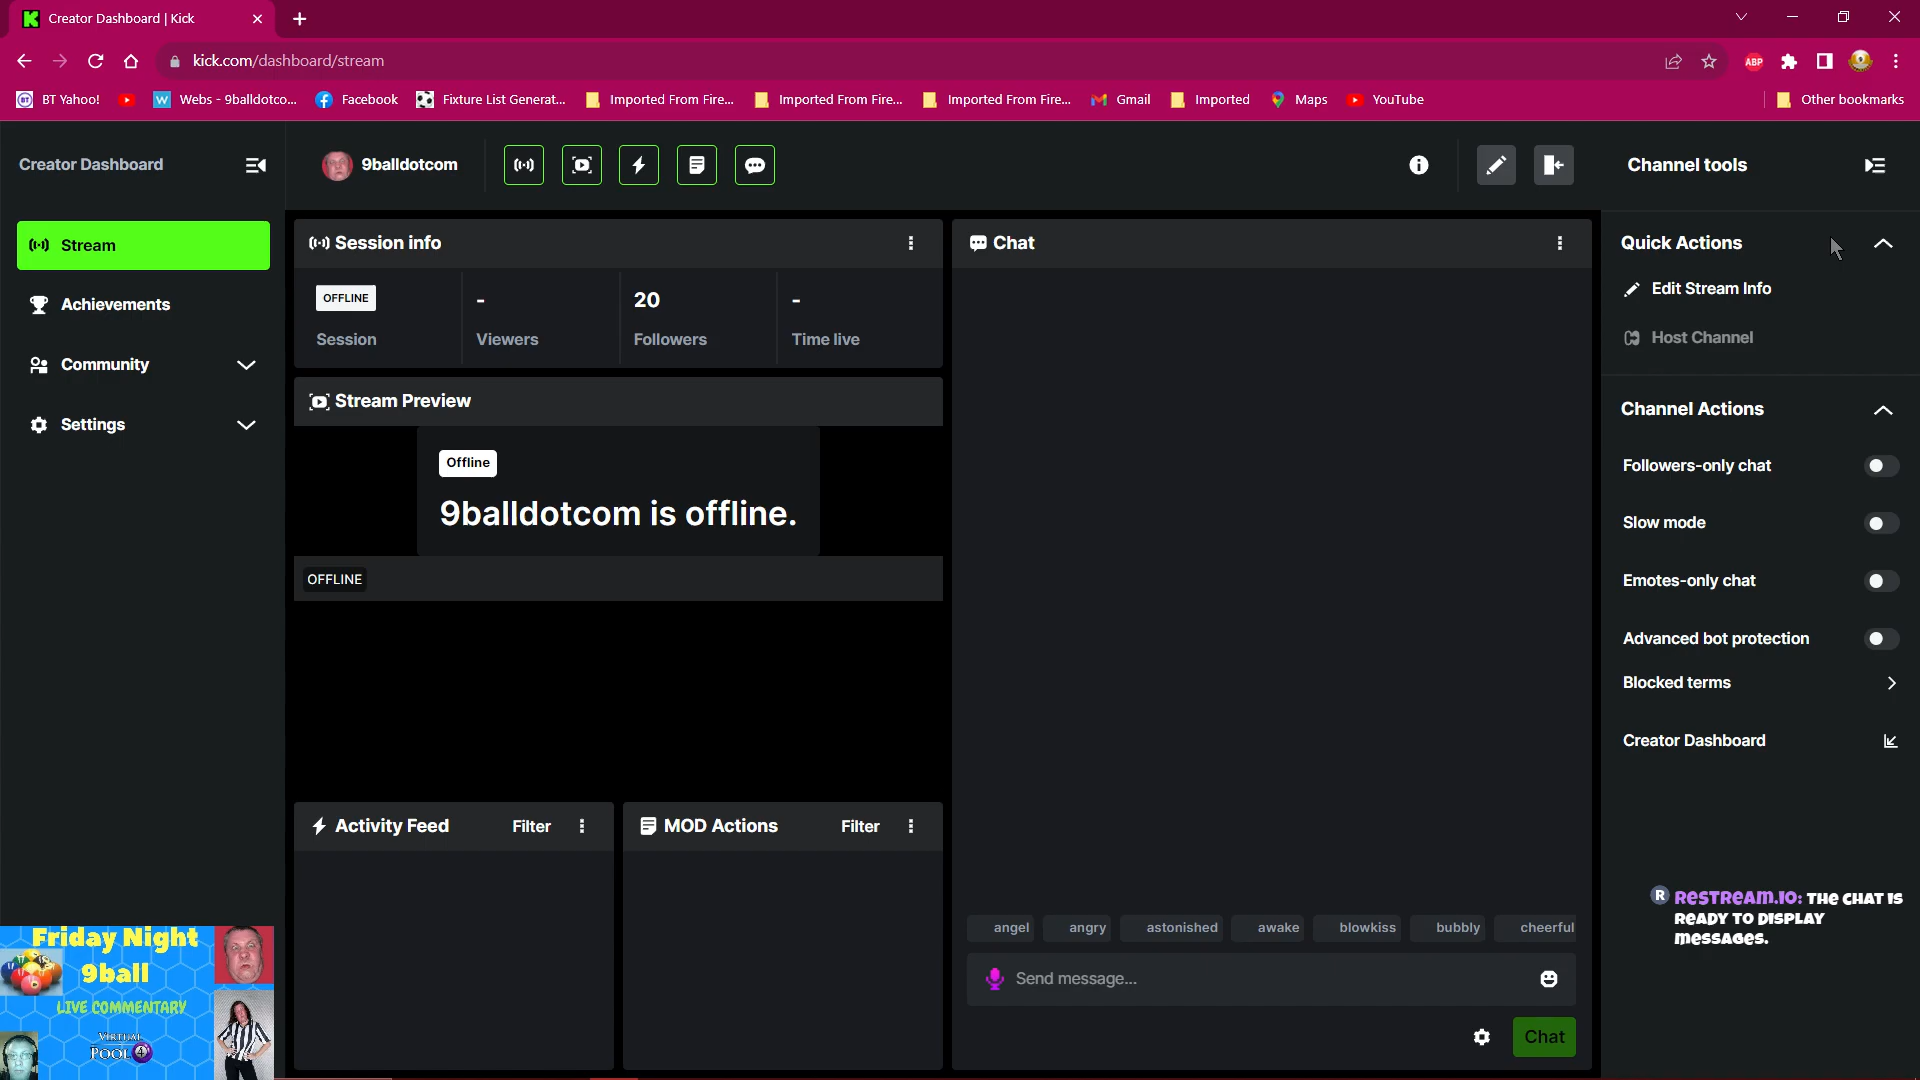 Creator Dashboard | Kick
kick.com/dashboard/stream
ABP
BT Yahoo!
Webs - 9balldotco...
Facebook
Fixture List Generat...
Imported From Fire...
Imported From Fire...
Imported From Fire...
Gmail
Imported
Maps
YouTube
Other bookmarks
Creator Dashboard
9balldotcom
Channel tools
Stream
Achievements
Community
Settings
Session info
OFFLINE
Session
-
Viewers
20
Followers
-
Time live
Stream Preview
Offline
9balldotcom is offline.
OFFLINE
Activity Feed
Filter
MOD Actions
Filter
Chat
angel
angry
astonished
awake
blowkiss
bubbly
cheerful
Send message...
Chat
Quick Actions
Edit Stream Info
Host Channel
Channel Actions
Followers-only chat
Slow mode
Emotes-only chat
Advanced bot protection
Blocked terms
Creator Dashboard
R Restream.io: The chat is
ready to display
messages.
Friday Night
9ball
LIVE COMMENTARY
VIRTUAL
POOL 4